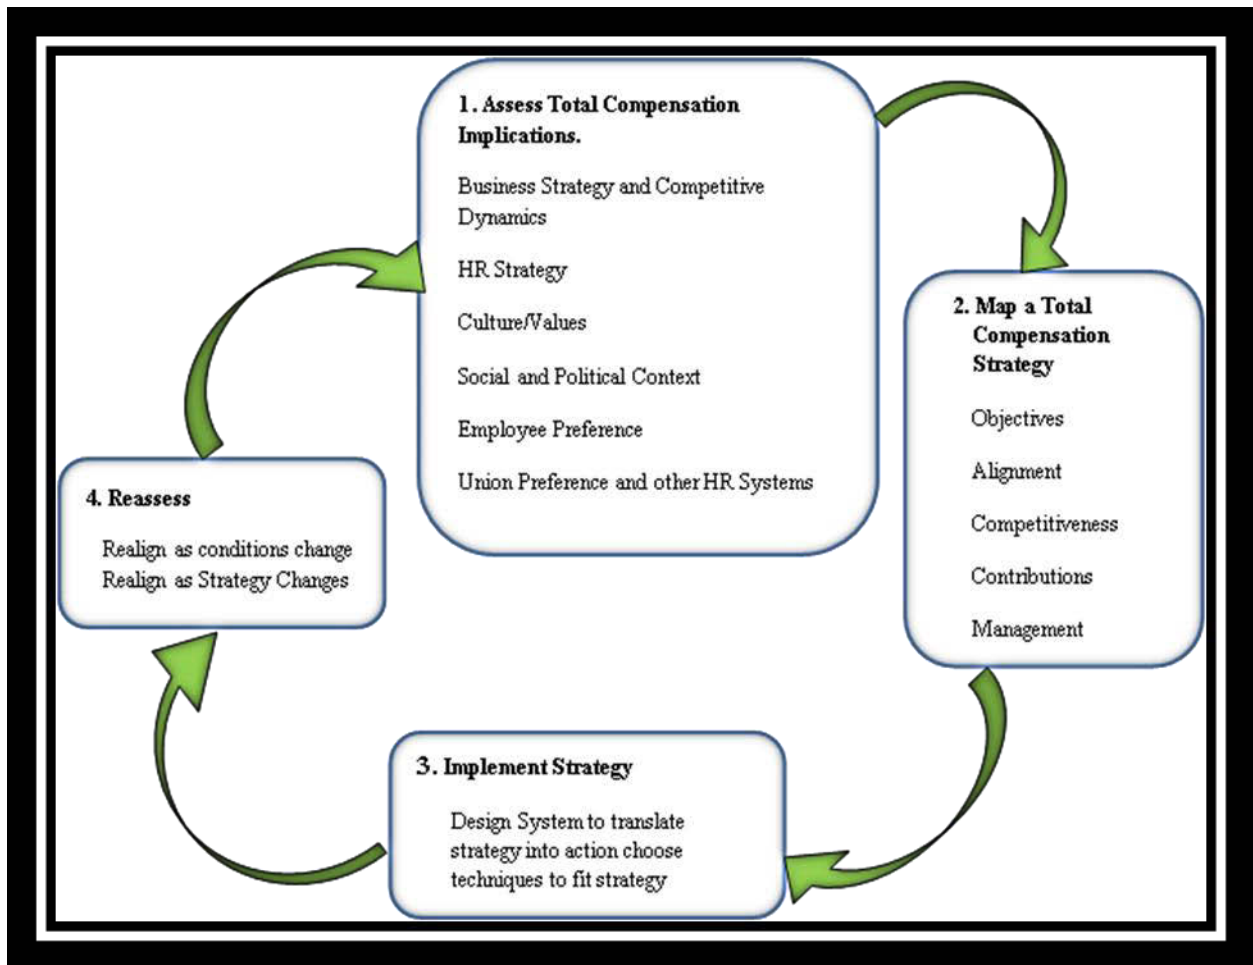 1. Assess Total Compensation
Implications.
Business Strategy and Competitive
Dynamics
HR Strategy
Culture/Values
Social and Political Context
Employee Preference
Union Preference and other HR Systems
2. Map a Total
Compensation
Strategy
Objectives
Alignment
Competitiveness
Contributions
Management
3. Implement Strategy
Design System to translate
strategy into action choose
techniques to fit strategy
4. Reassess
Realign as conditions change
Realign as Strategy Changes